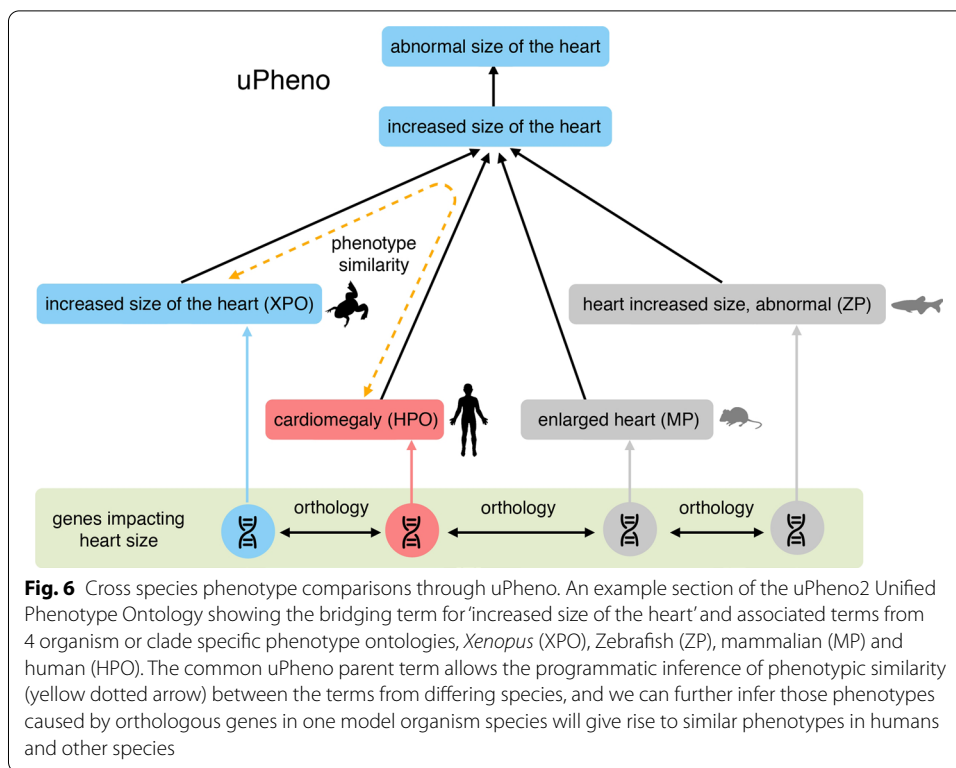 abnormal size of the heart
uPheno
increased size of the heart
phenotype
similarity
increased size of the heart (XPO)
heart increased size, abnormal (ZP)
cardiomegaly (HPO)
enlarged heart (MP)
genes impacting
heart size
orthology
orthology
orthology
Fig. 6 Cross species phenotype comparisons through uPheno. An example section of the uPheno2 Unified
Phenotype Ontology showing the bridging term for ‘increased size of the heart’ and associated terms from
4 organism or clade specific phenotype ontologies, Xenopus (XPO), Zebrafish (ZP), mammalian (MP) and
human (HPO). The common uPheno parent term allows the programmatic inference of phenotypic similarity
(yellow dotted arrow) between the terms from differing species, and we can further infer those phenotypes
caused by orthologous genes in one model organism species will give rise to similar phenotypes in humans
and other species